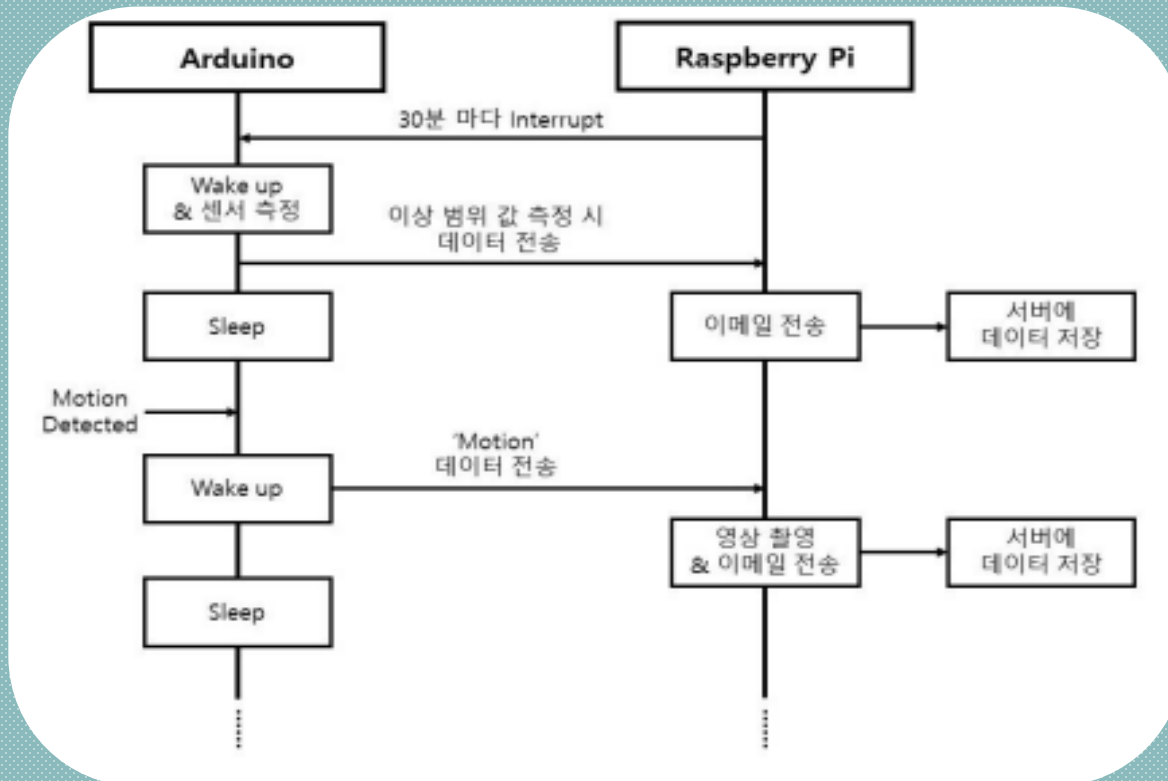 Arduino
Raspberry Pi
30분 마다 Interrupt
Wake up
& 센서 측정
이상 범위 값 측정 시
데이터 전송
Sleep
이메일 전송
서버에
데이터 저장
Motion
Detected
'Motion'
데이터 전송
Wake up
영상 촬영
& 이메일 전송
서버에
데이터 저장
Sleep